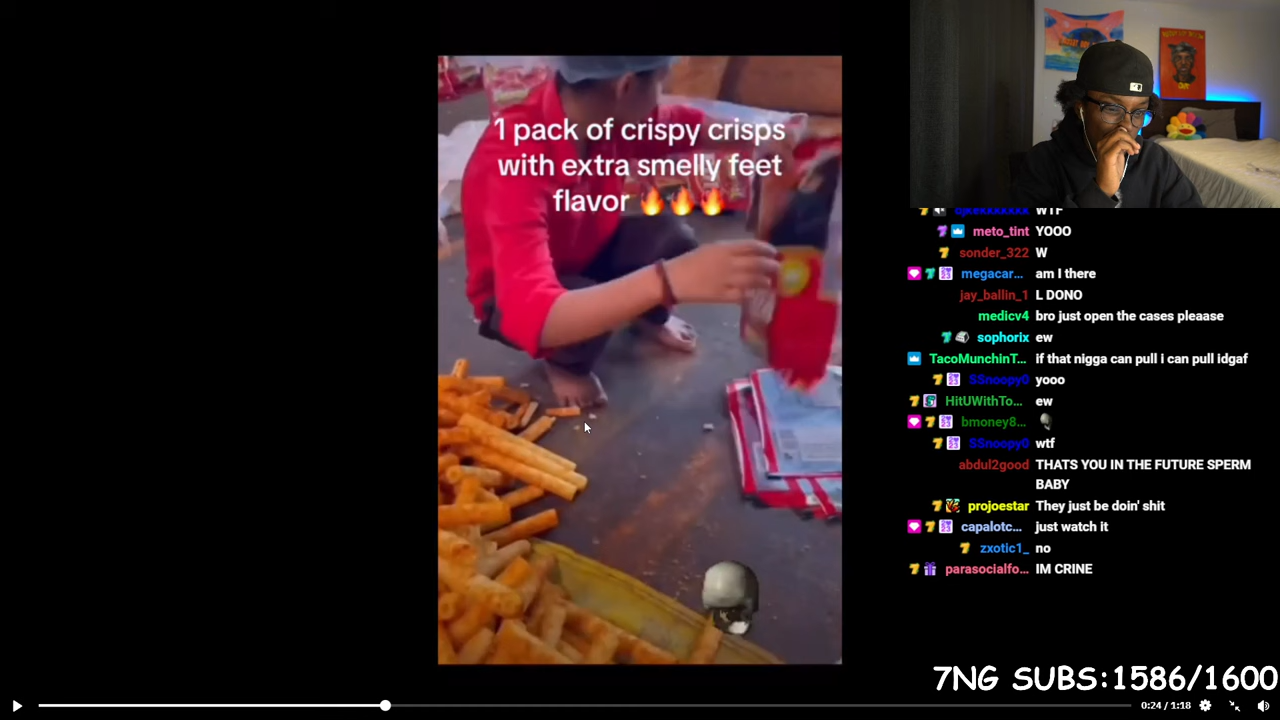 1 pack of crispy crisps
with extra smelly feet
flavor 🔥🔥🔥
WTF
meto_tint YOOO
sonder_322 W
megacar... am I there
jay_ballin_1 L DONO
medicv4 bro just open the cases pleaase
sophorix ew
TacoMunchinT... if that nigga can pull i can pull idgaf
SSnoopy0 yooo
HitUWithTo... ew
bmoney8...
SSnoopy0 wtf
abdul2good THATS YOU IN THE FUTURE SPERM
BABY
projoestar They just be doin' shit
capalotc... just watch it
zxotic1_ no
parasocialfo... IM CRINE
7NG SUBS:1586/1600
0:24 / 1:18